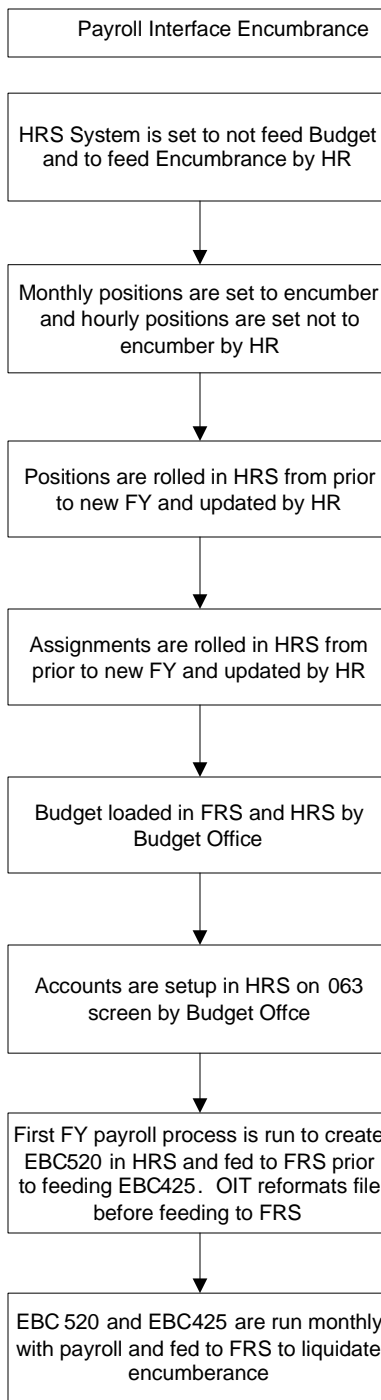 Payroll Interface Encumbrance
HRS System is set to not feed Budget
and to feed Encumbrance by HR
Monthly positions are set to encumber
and hourly positions are set not to
encumber by HR
Positions are rolled in HRS from prior
to new FY and updated by HR
Assignments are rolled in HRS from
prior to new FY and updated by HR
Budget loaded in FRS and HRS by
Budget Office
Accounts are setup in HRS on 063
screen by Budget Offce
First FY payroll process is run to create
EBC520 in HRS and fed to FRS prior
to feeding EBC425. OIT reformats file
before feeding to FRS
EBC 520 and EBC425 are run monthly
with payroll and fed to FRS to liquidate
encumberance